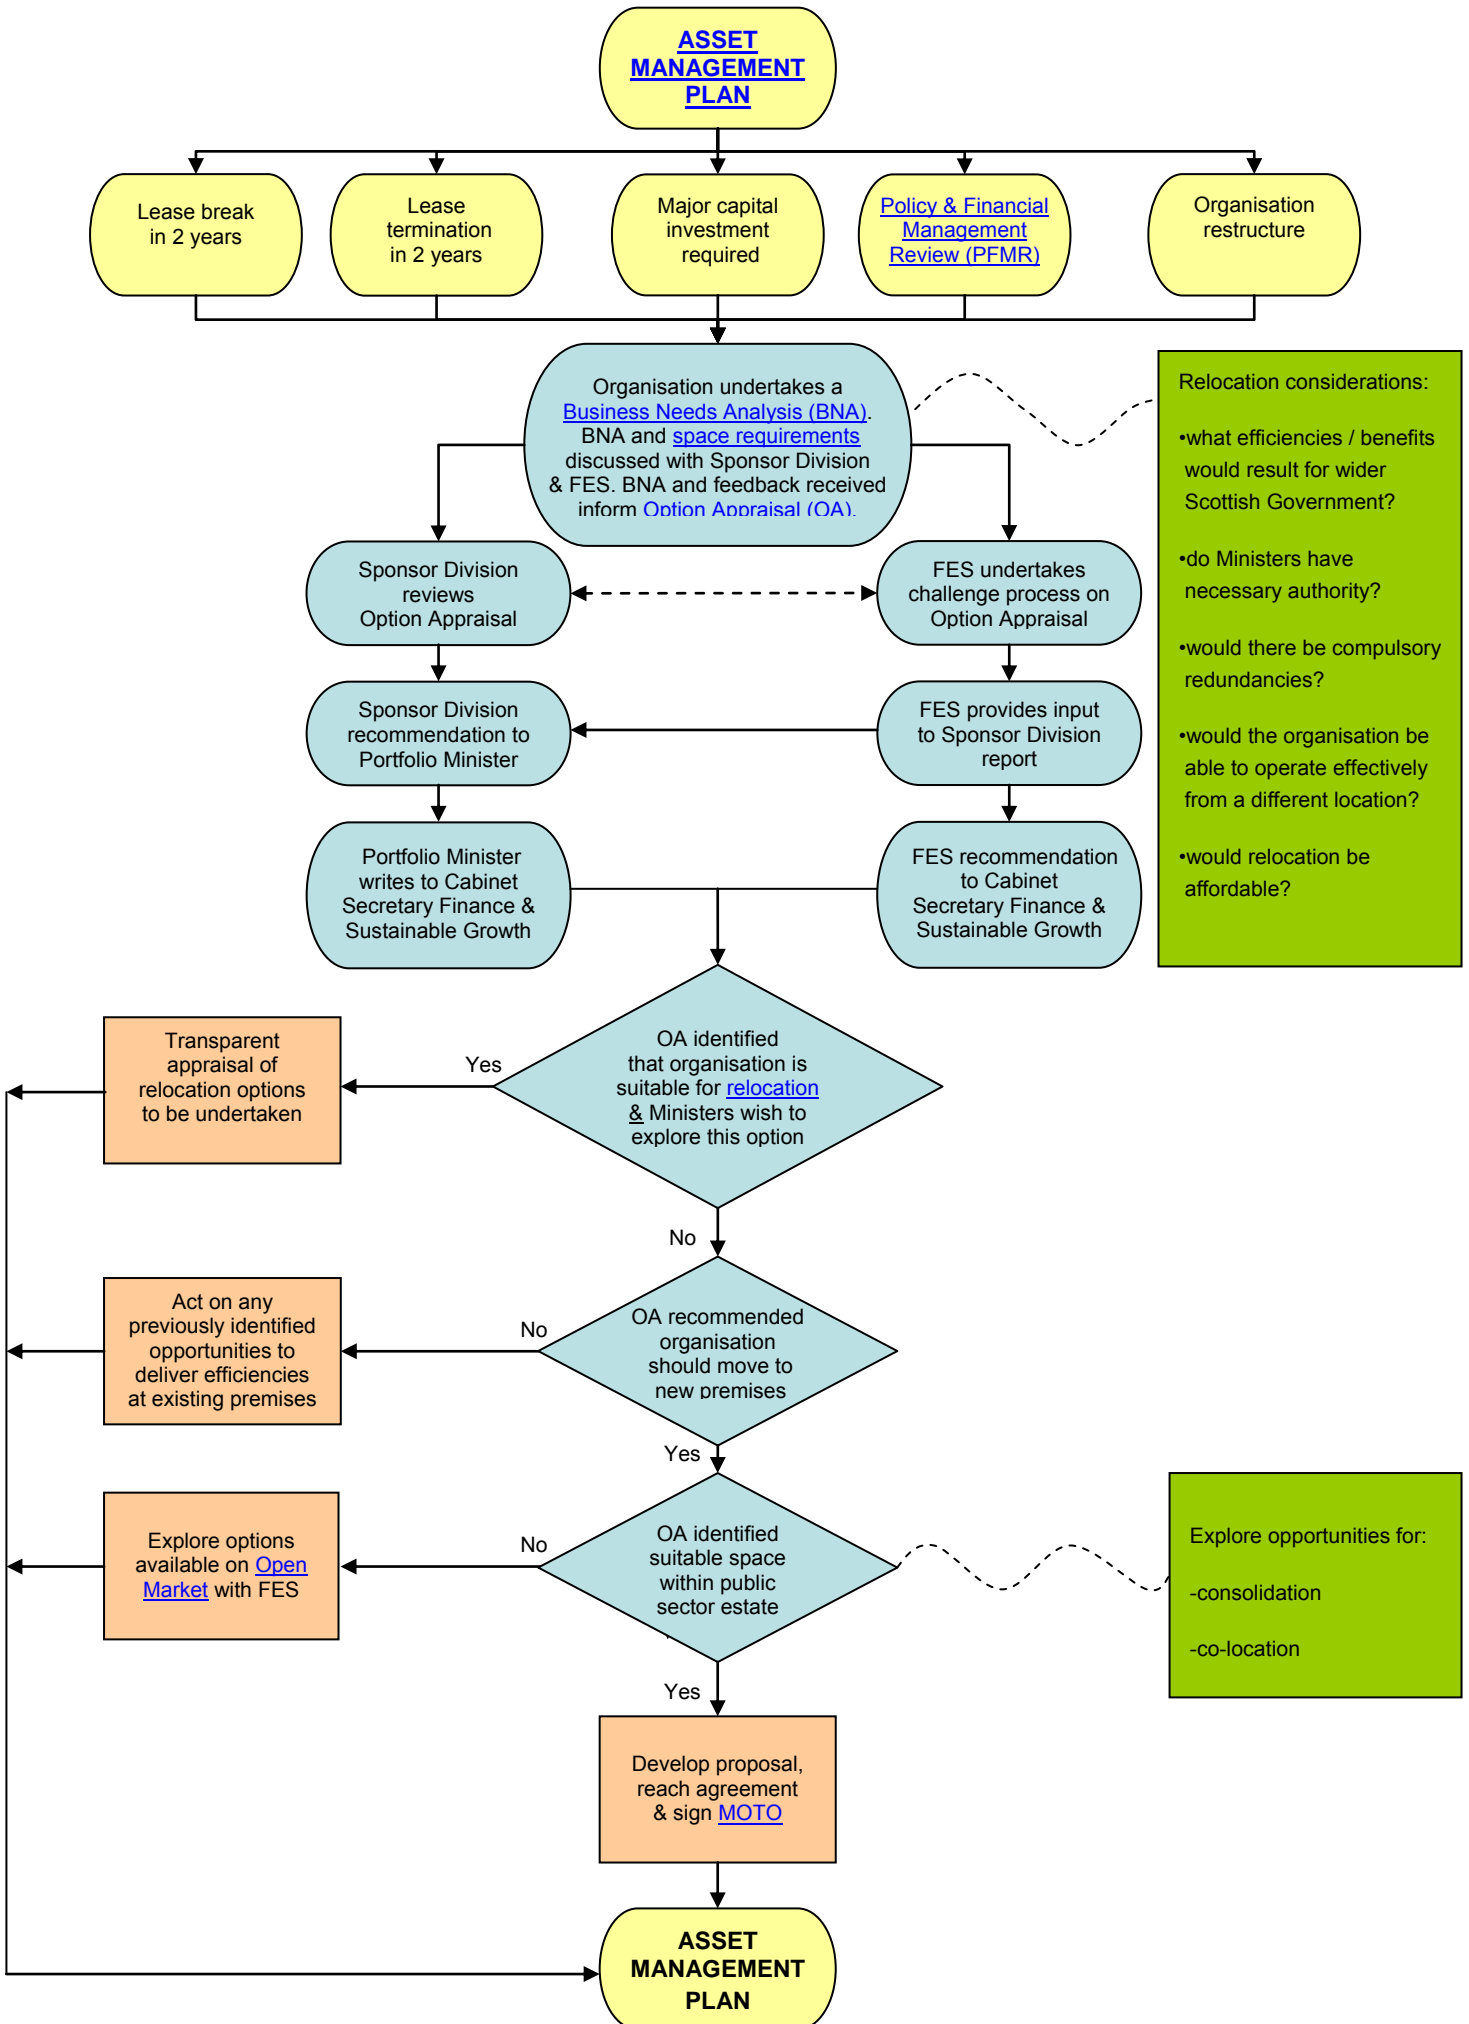 ASSET
MANAGEMENT
PLAN
Lease break
in 2 years
Lease
termination
in 2 years
Major capital
investment
required
Policy & Financial
Management
Review (PFMR)
Organisation
restructure
Organisation undertakes a
Business Needs Analysis (BNA).
BNA and space requirements
discussed with Sponsor Division
& FES. BNA and feedback received
inform Option Appraisal (OA).
Relocation considerations:
•what efficiencies / benefits
would result for wider
Scottish Government?
•do Ministers have
necessary authority?
•would there be compulsory
redundancies?
•would the organisation be
able to operate effectively
from a different location?
•would relocation be
affordable?
Sponsor Division
reviews
Option Appraisal
FES undertakes
challenge process on
Option Appraisal
Sponsor Division
recommendation to
Portfolio Minister
FES provides input
to Sponsor Division
report
Portfolio Minister
writes to Cabinet
Secretary Finance &
Sustainable Growth
FES recommendation
to Cabinet
Secretary Finance &
Sustainable Growth
Transparent
appraisal of
relocation options
to be undertaken
Yes
OA identified
that organisation is
suitable for relocation
& Ministers wish to
explore this option
No
Act on any
previously identified
opportunities to
deliver efficiencies
at existing premises
No
OA recommended
organisation
should move to
new premises
Yes
Explore options
available on Open
Market with FES
No
OA identified
suitable space
within public
sector estate
Explore opportunities for:
-consolidation
-co-location
Yes
Develop proposal,
reach agreement
& sign MOTO
ASSET
MANAGEMENT
PLAN